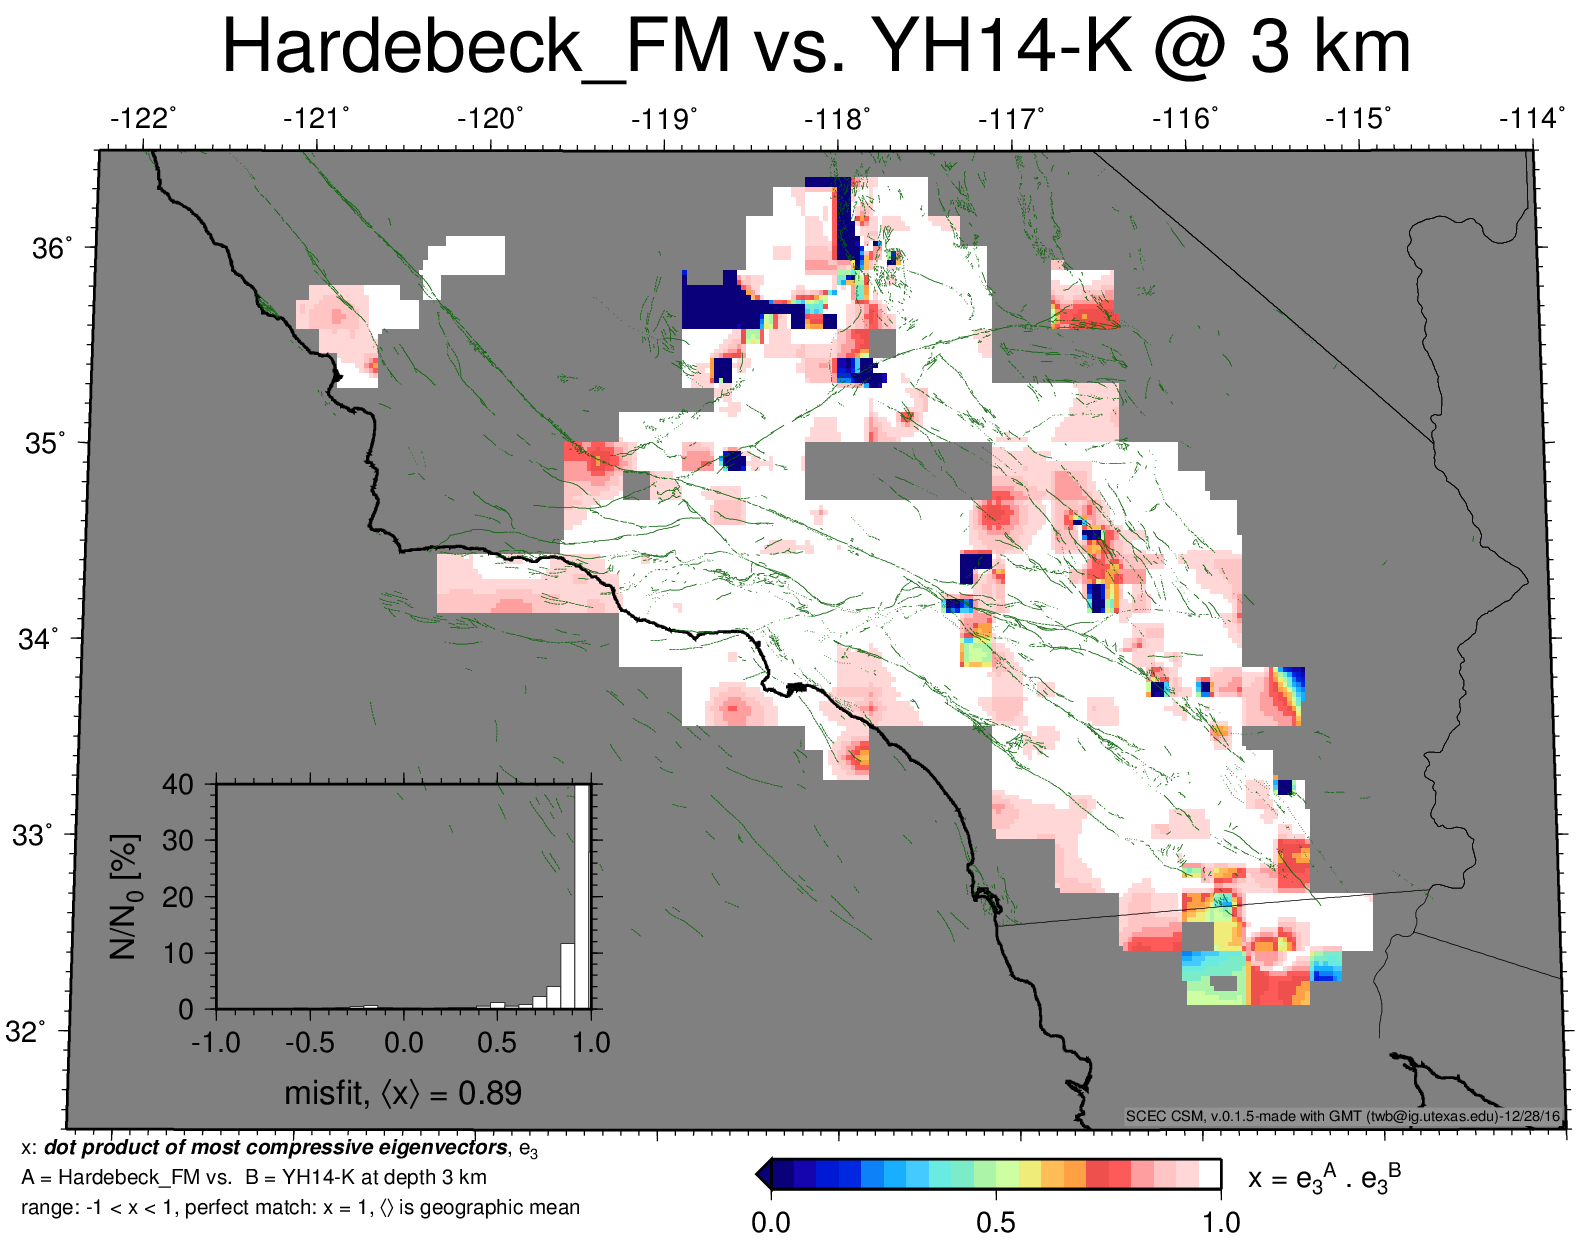 Hardebeck_FM vs. YH14-K @ 3 km
-122˚ -121˚ -120˚ -119˚ -118˚ -117˚ -116˚ -115˚ -114˚
36˚
35˚
34˚
33˚
32˚
N/N0 [%]
40
30
20
10
0
-1.0 -0.5 0.0 0.5 1.0
misfit, ⟨x⟩ = 0.89
SCEC CSM, v.0.1.5-made with GMT (twb@ig.utexas.edu)-12/28/16
x: dot product of most compressive eigenvectors, e3
A = Hardebeck_FM vs. B = YH14-K at depth 3 km
range: -1 < x < 1, perfect match: x = 1, ⟨⟩ is geographic mean
x = e3A . e3B
0.0 0.5 1.0